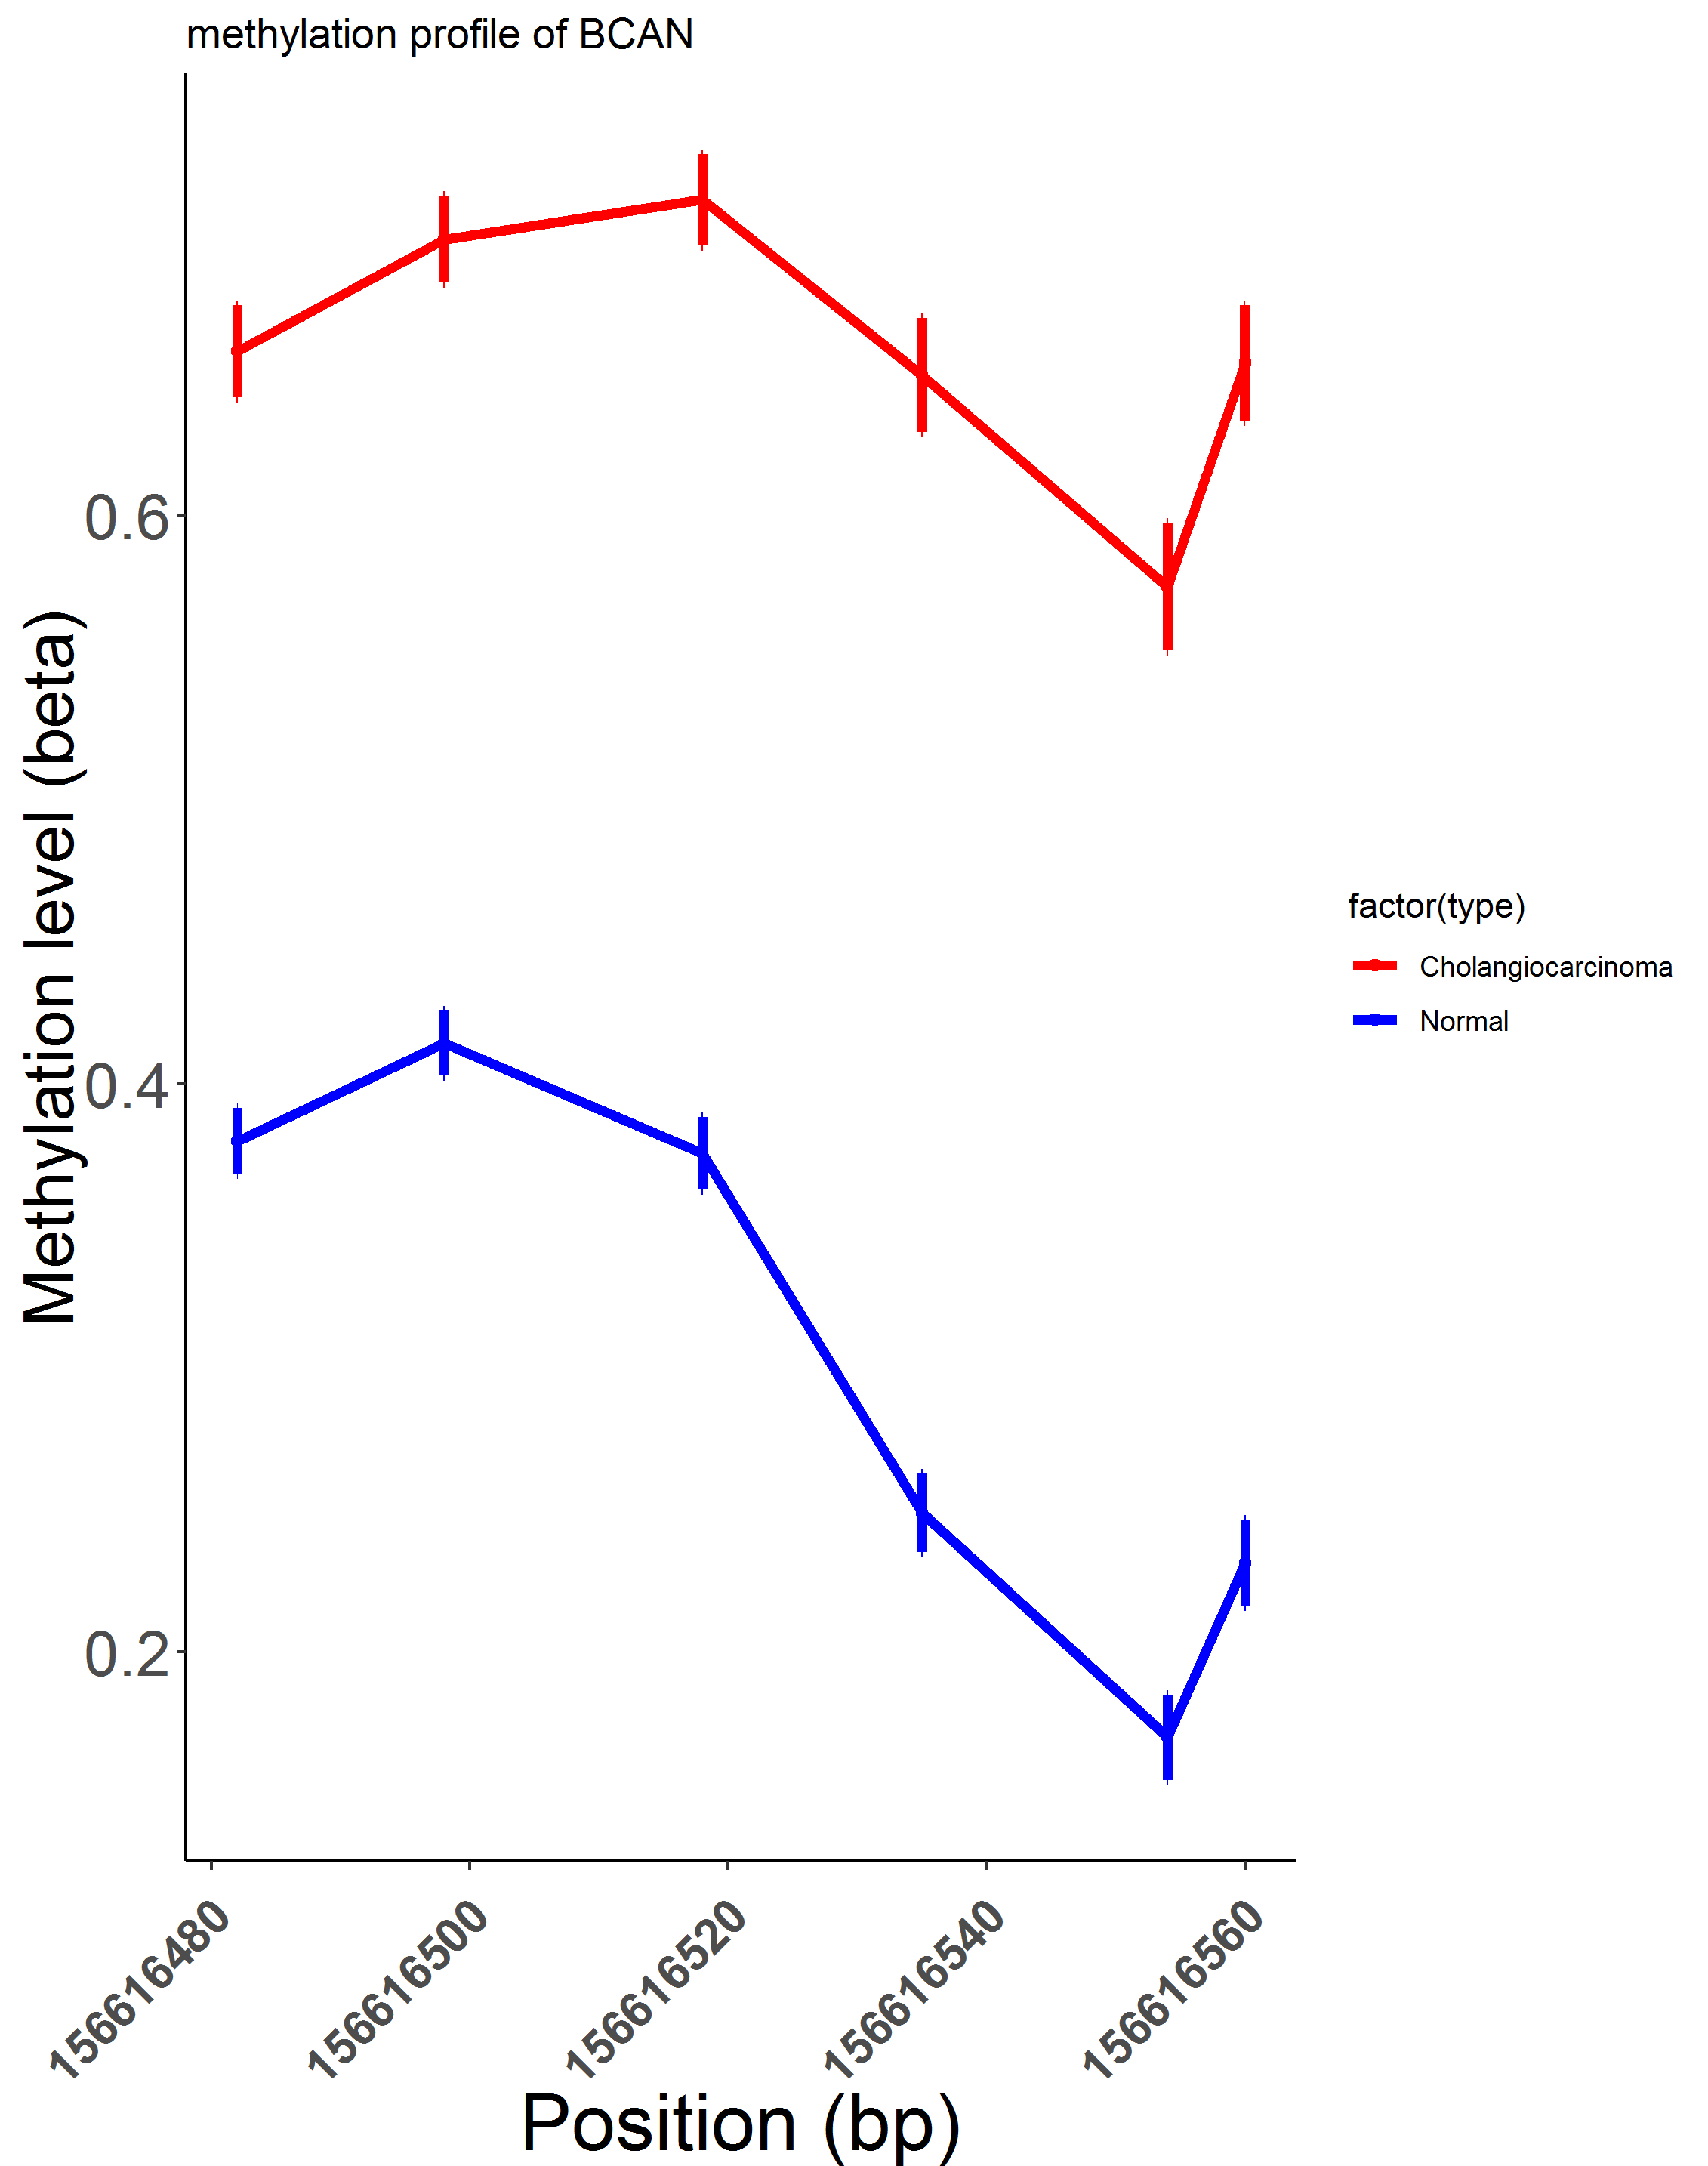 methylation profile of BCAN
Methylation level (beta)
0.6
0.4
0.2
156616480
156616500
156616520
156616540
156616560
Position (bp)
factor(type)
Cholangiocarcinoma
Normal